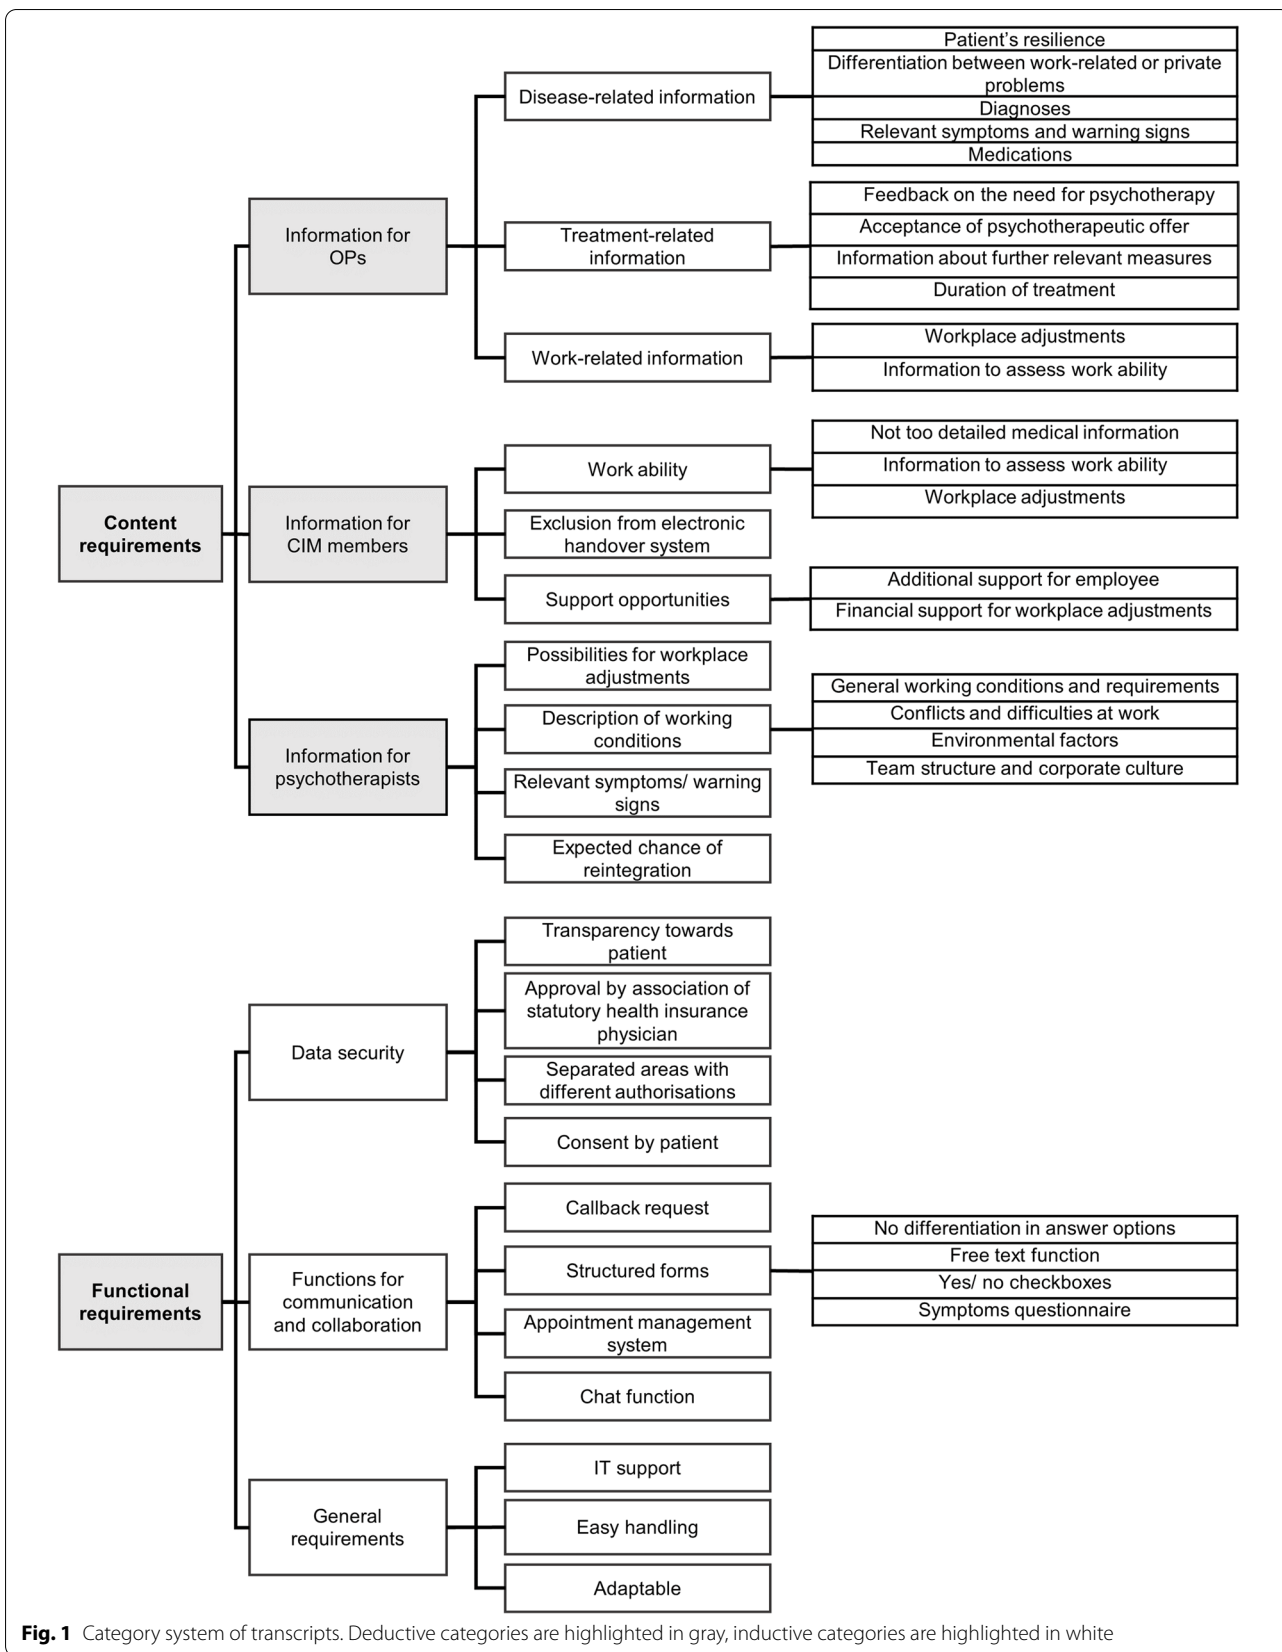 Content
requirements
Information for
OPs
Disease-related information
Patient’s resilience
Differentiation between work-related or private
problems
Diagnoses
Relevant symptoms and warning signs
Medications
Treatment-related
information
Feedback on the need for psychotherapy
Acceptance of psychotherapeutic offer
Information about further relevant measures
Duration of treatment
Work-related information
Workplace adjustments
Information to assess work ability
Information for
CIM members
Work ability
Not too detailed medical information
Information to assess work ability
Workplace adjustments
Exclusion from electronic
handover system
Support opportunities
Additional support for employee
Financial support for workplace adjustments
Information for
psychotherapists
Possibilities for workplace
adjustments
Description of working
conditions
General working conditions and requirements
Conflicts and difficulties at work
Environmental factors
Team structure and corporate culture
Relevant symptoms/ warning
signs
Expected chance of
reintegration
Functional
requirements
Data security
Transparency towards
patient
Approval by association of
statutory health insurance
physician
Separated areas with
different authorisations
Consent by patient
Functions for
communication
and collaboration
Callback request
Structured forms
No differentiation in answer options
Free text function
Yes/ no checkboxes
Symptoms questionnaire
Appointment management
system
Chat function
General
requirements
IT support
Easy handling
Adaptable
Fig. 1 Category system of transcripts. Deductive categories are highlighted in gray, inductive categories are highlighted in white